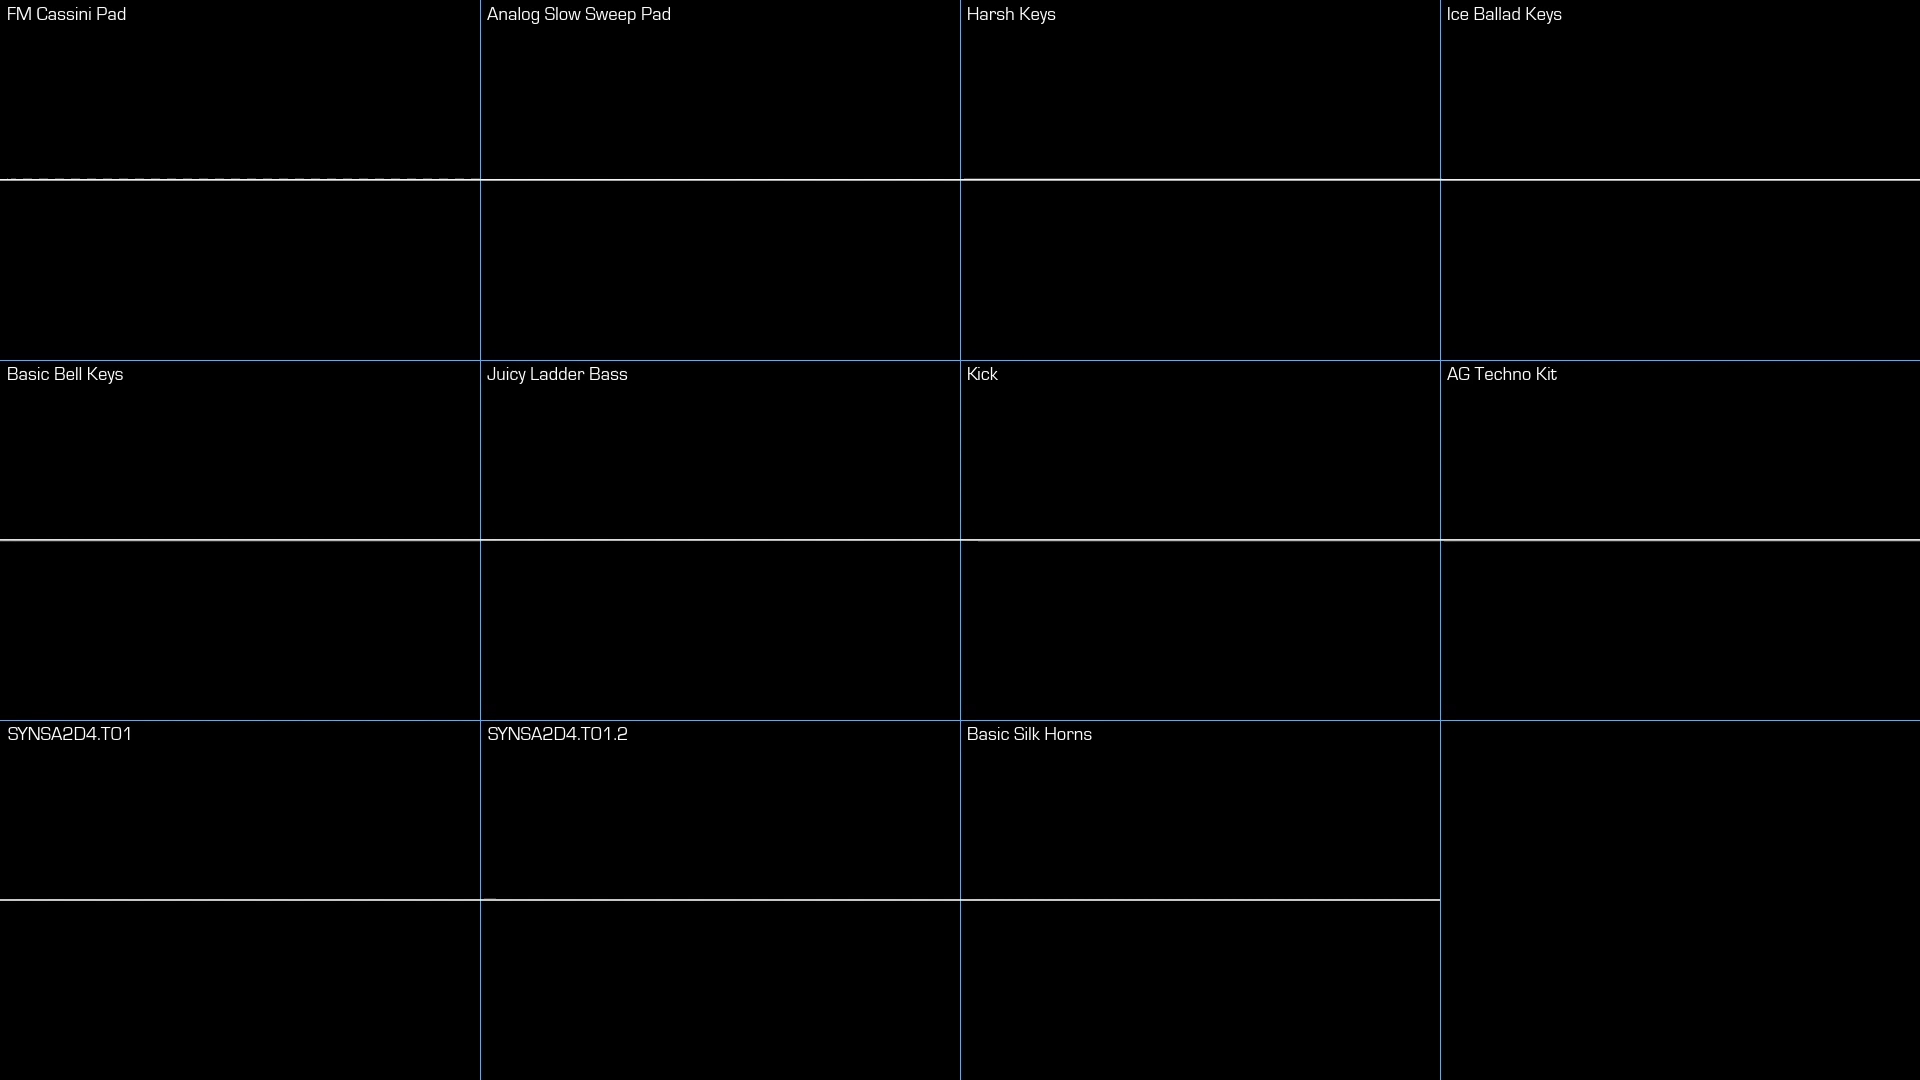 FM Cassini Pad
Analog Slow Sweep Pad
Harsh Keys
Ice Ballad Keys
Basic Bell Keys
Juicy Ladder Bass
Kick
AG Techno Kit
SYNSA2D4.T01
SYNSA2D4.T01.2
Basic Silk Horns